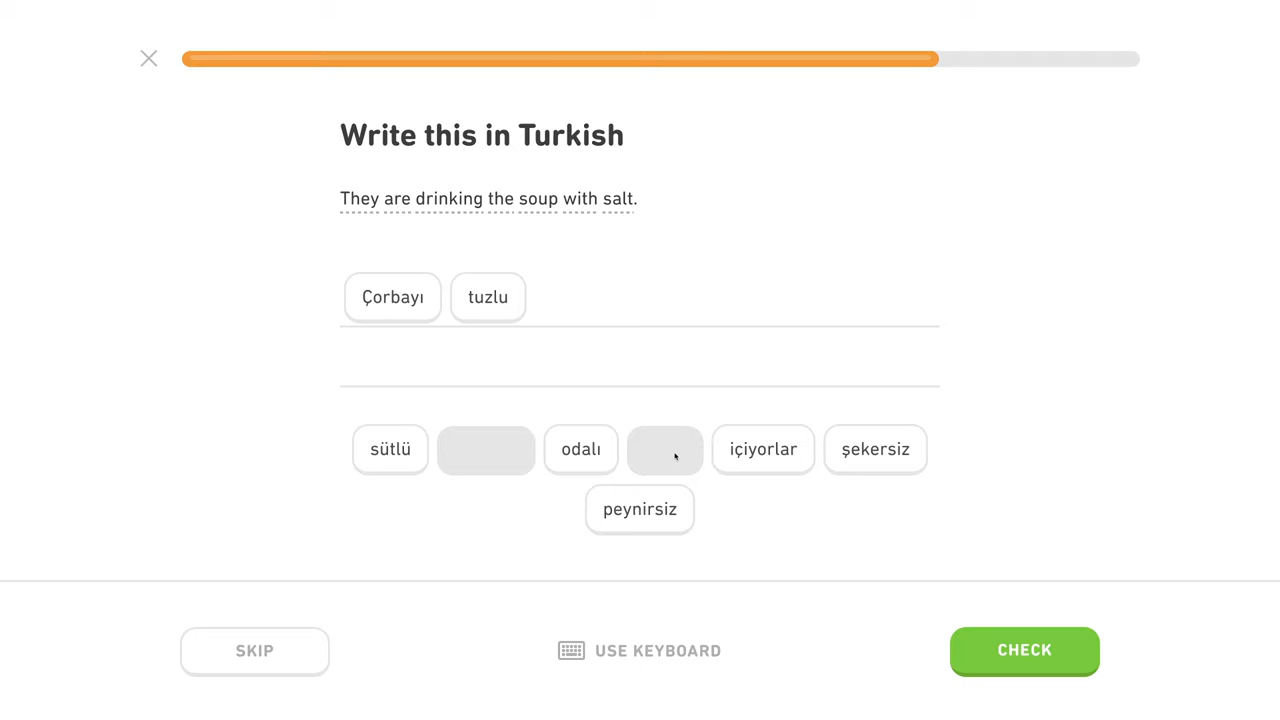 Write this in Turkish
They are drinking the soup with salt.
Çorbayı tuzlu
sütlü odalı içiyorlar şekersiz
peynirsiz
SKIP USE KEYBOARD CHECK